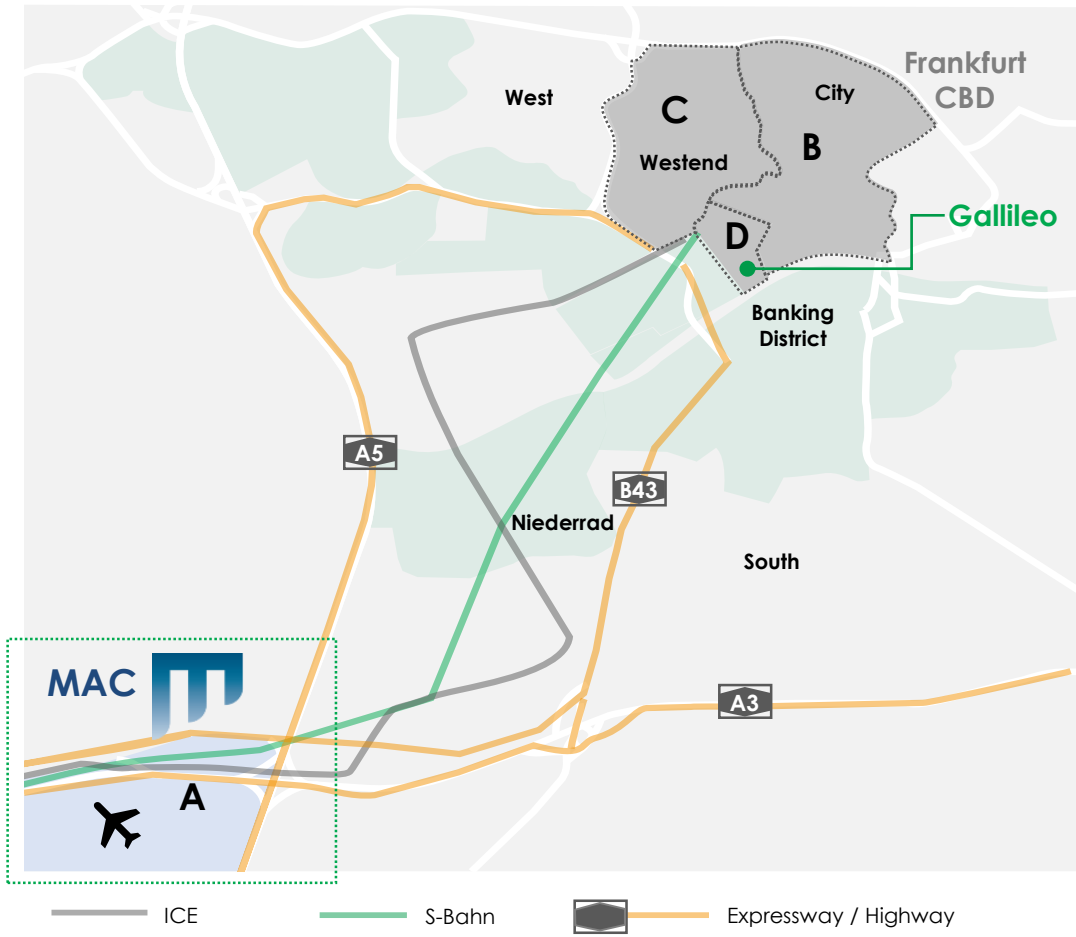 Frankfurt
CBD
City
West
C
B
Westend
Gallileo
D
Banking
District
A5
B43
Niederrad
South
MAC
A3
A
ICE
S-Bahn
Expressway / Highway